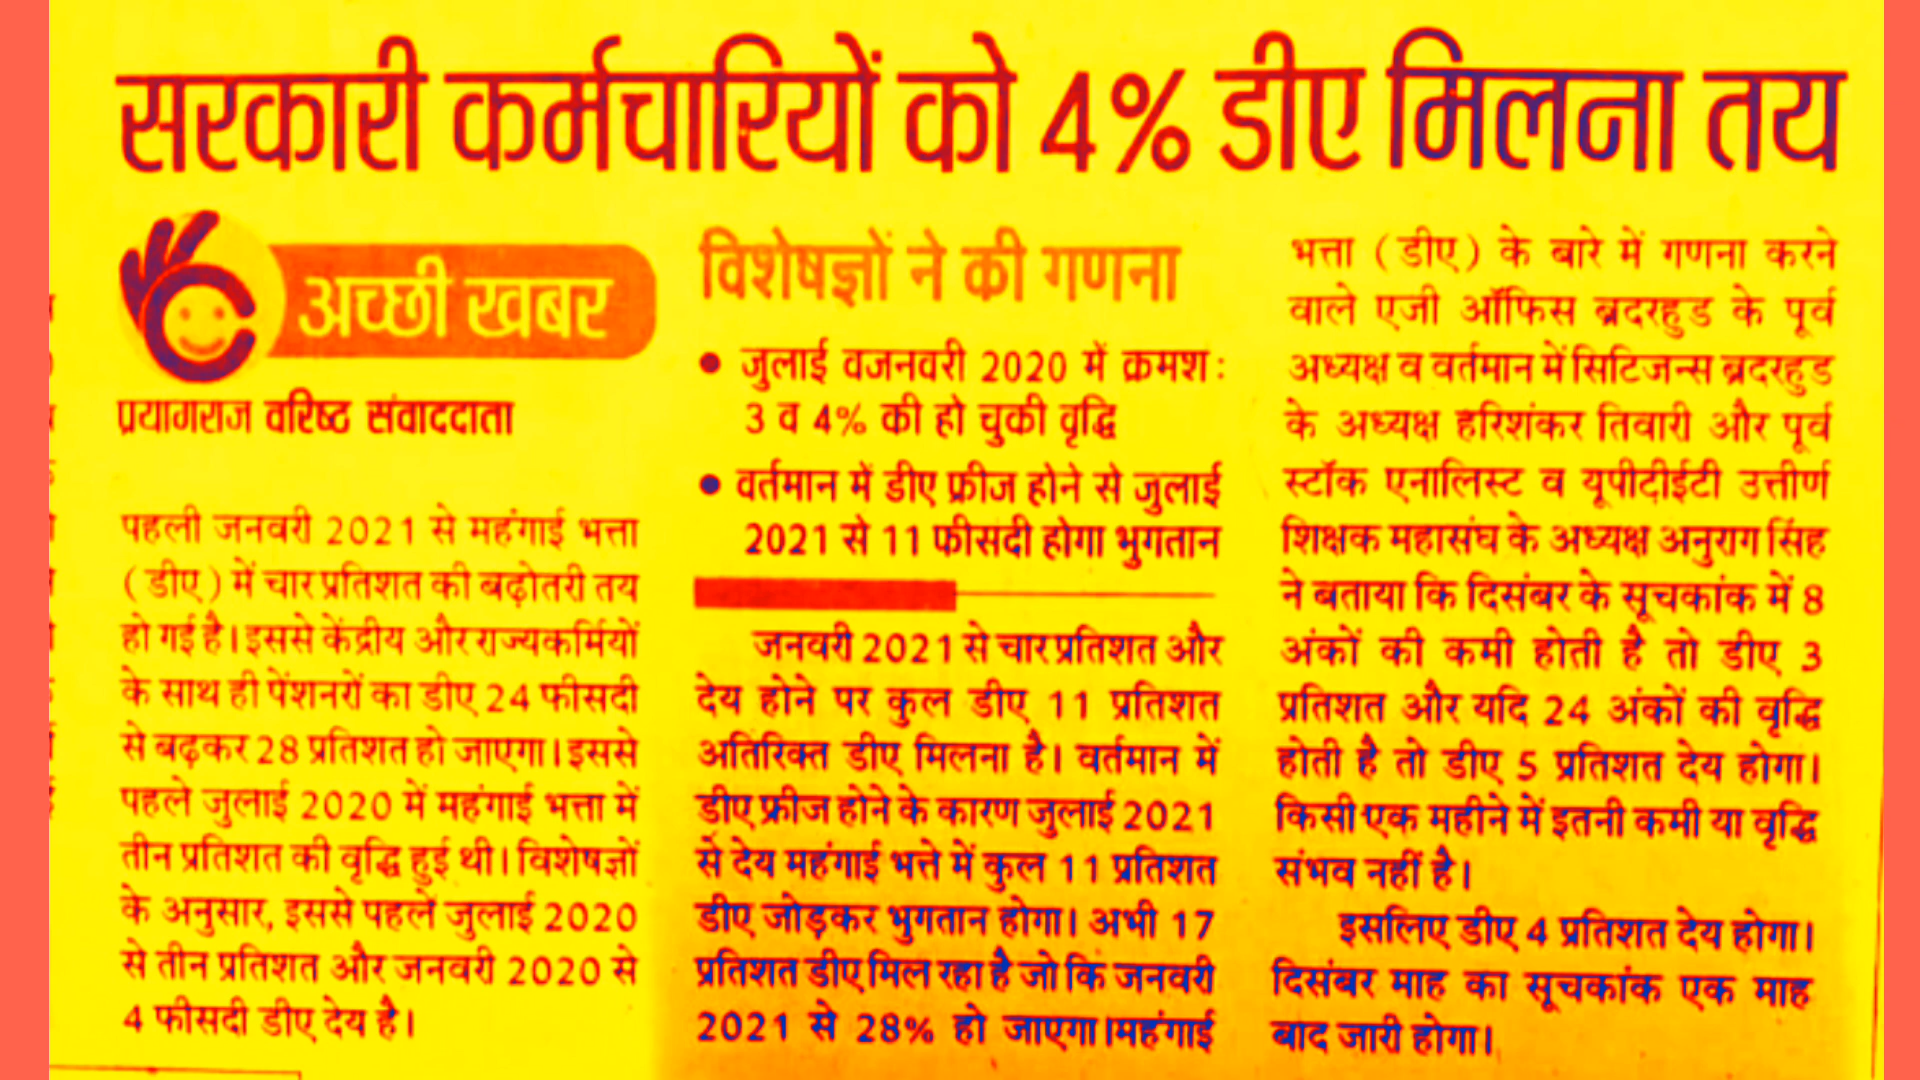 सरकारी कर्मचारियों को 4% डीए मिलना तय
अच्छी खबर
प्रयागराज वरिष्ठ संवाददाता
पहली जनवरी 2021 से महंगाई भत्ता
(डीए) में चार प्रतिशत की बढ़ोतरी तय
हो गई है। इससे केंद्रीय और राज्यकर्मियों
के साथ ही पेंशनरों का डीए 24 फीसदी
से बढ़कर 28 प्रतिशत हो जाएगा। इससे
पहले जुलाई 2020 में महंगाई भत्ता में
तीन प्रतिशत की वृद्धि हुई थी। विशेषज्ञों
के अनुसार, इससे पहले जुलाई 2020
से तीन प्रतिशत और जनवरी 2020 से
4 फीसदी डीए देय है।
विशेषज्ञों ने की गणना
• जुलाई वजनवरी 2020 में क्रमश:
3 व 4% की हो चुकी वृद्धि
• वर्तमान में डीए फ्रीज होने से जुलाई
2021 से 11 फीसदी होगा भुगतान
जनवरी 2021 से चार प्रतिशत और
देय होने पर कुल डीए 11 प्रतिशत
अतिरिक्त डीए मिलना है। वर्तमान में
डीए फ्रीज होने के कारण जुलाई 2021
से देय महंगाई भत्ते में कुल 11 प्रतिशत
डीए जोड़कर भुगतान होगा। अभी 17
प्रतिशत डीए मिल रहा है जो कि जनवरी
2021 से 28% हो जाएगा।महंगाई
भत्ता (डीए) के बारे में गणना करने
वाले एजी ऑफिस ब्रदरहुड के पूर्व
अध्यक्ष व वर्तमान में सिटिजन्स ब्रदरहुड
के अध्यक्ष हरिशंकर तिवारी और पूर्व
स्टॉक एनालिस्ट व यूपीटीईटी उत्तीर्ण
शिक्षक महासंघ के अध्यक्ष अनुराग सिंह
ने बताया कि दिसंबर के सूचकांक में 8
अंकों की कमी होती है तो डीए 3
प्रतिशत और यदि 24 अंकों की वृद्धि
होती है तो डीए 5 प्रतिशत देय होगा।
किसी एक महीने में इतनी कमी या वृद्धि
संभव नहीं है।
इसलिए डीए 4 प्रतिशत देय होगा।
दिसंबर माह का सूचकांक एक माह
बाद जारी होगा।